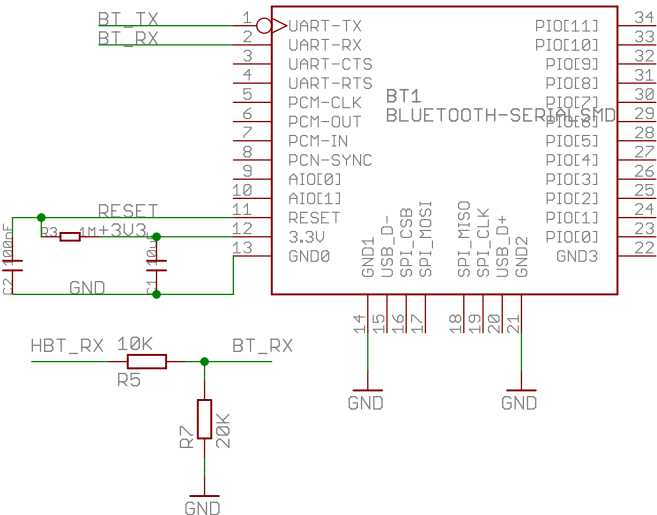 BT_TX
BT_RX
1
2
3
4
5
6
7
8
9
10
11
12
13
UART-TX
UART-RX
UART-CTS
UART-RTS
PCM-CLK
PCM-OUT
PCM-IN
PCN-SYNC
AIO[0]
AIO[1]
RESET
3.3V
GND0
BT1
BLUETOOTH-SERIALSMD
PIO[11]
PIO[10]
PIO[9]
PIO[8]
PIO[7]
PIO[6]
PIO[5]
PIO[4]
PIO[3]
PIO[2]
PIO[1]
PIO[0]
GND3
34
33
32
31
30
29
28
27
26
25
24
23
22
RESET
R3
1M
+3V3
C2
100nF
C1
10uF
GND
GND1
USB_D-
SPI_CSB
SPI_MOSI
SPI_MISO
SPI_CLK
USB_D+
GND2
14
15
16
17
18
19
20
21
GND
GND
HBT_RX
10K
BT_RX
R5
R7
20K
GND